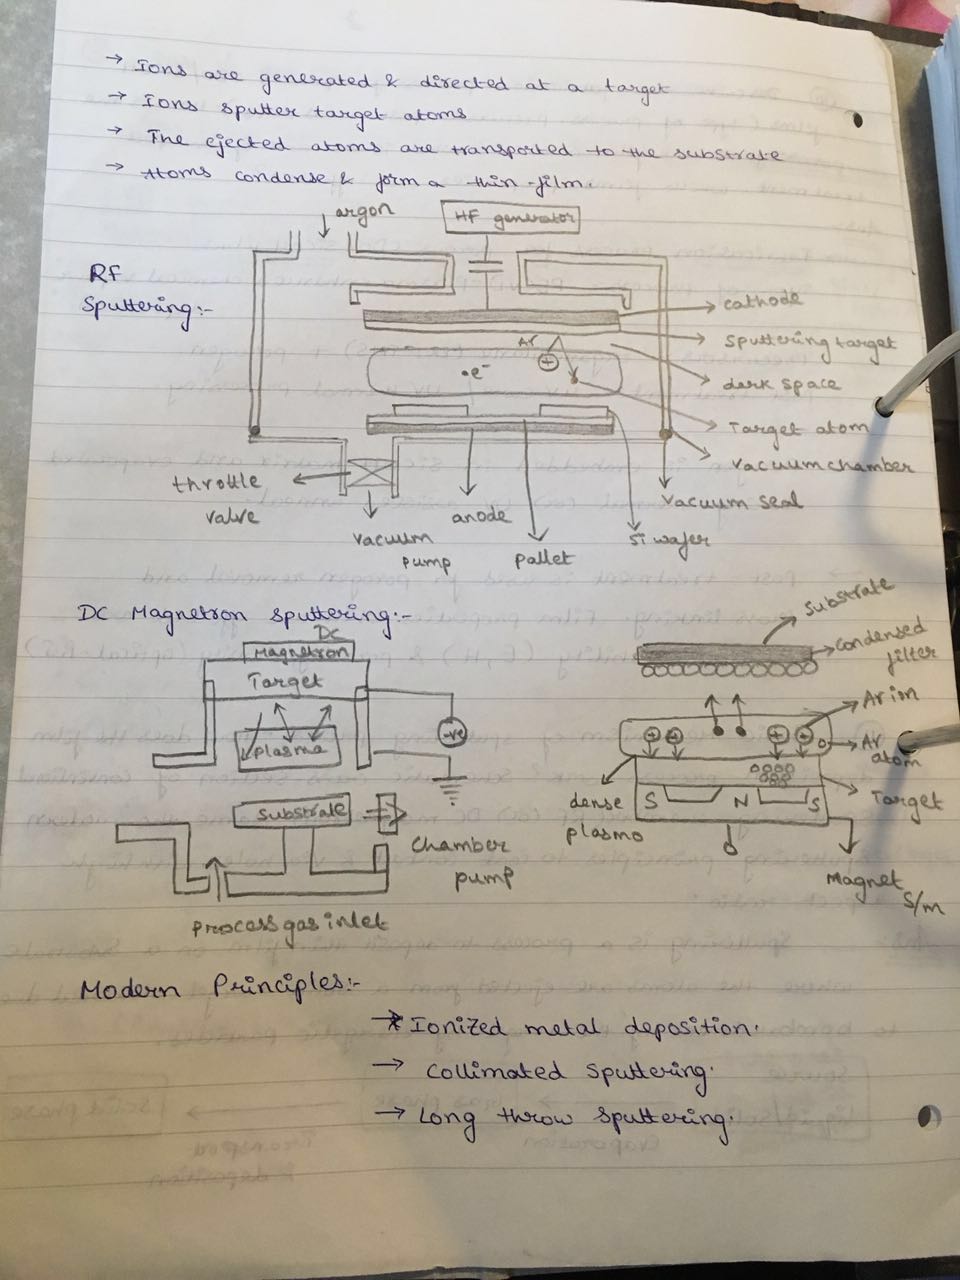 → Ions are generated & directed at a target
→ Ions sputter target atoms
→ The ejected atoms are transported to the substrate
→ Atoms condense & form a thin-film.
argon
HF generator
RF
Sputtering:-
cathode
Sputtering target
Ar
+
•e⁻
dark space
Target atom
vacuum chamber
vacuum seal
throttle
valve
vacuum
pump
anode
pallet
Si wafer
DC Magnetron sputtering:-
DC
Magnetron
Target
plasma
-ve
Substrate
chamber
pump
process gas inlet
Substrate
condensed
filter
Ar ion
+ + + +
Ar
atom
dense
plasmo
S N S
Target
Magnet
S/m
Modern Principles:-
→ Ionized metal deposition.
→ Collimated Sputtering.
→ Long throw sputtering.